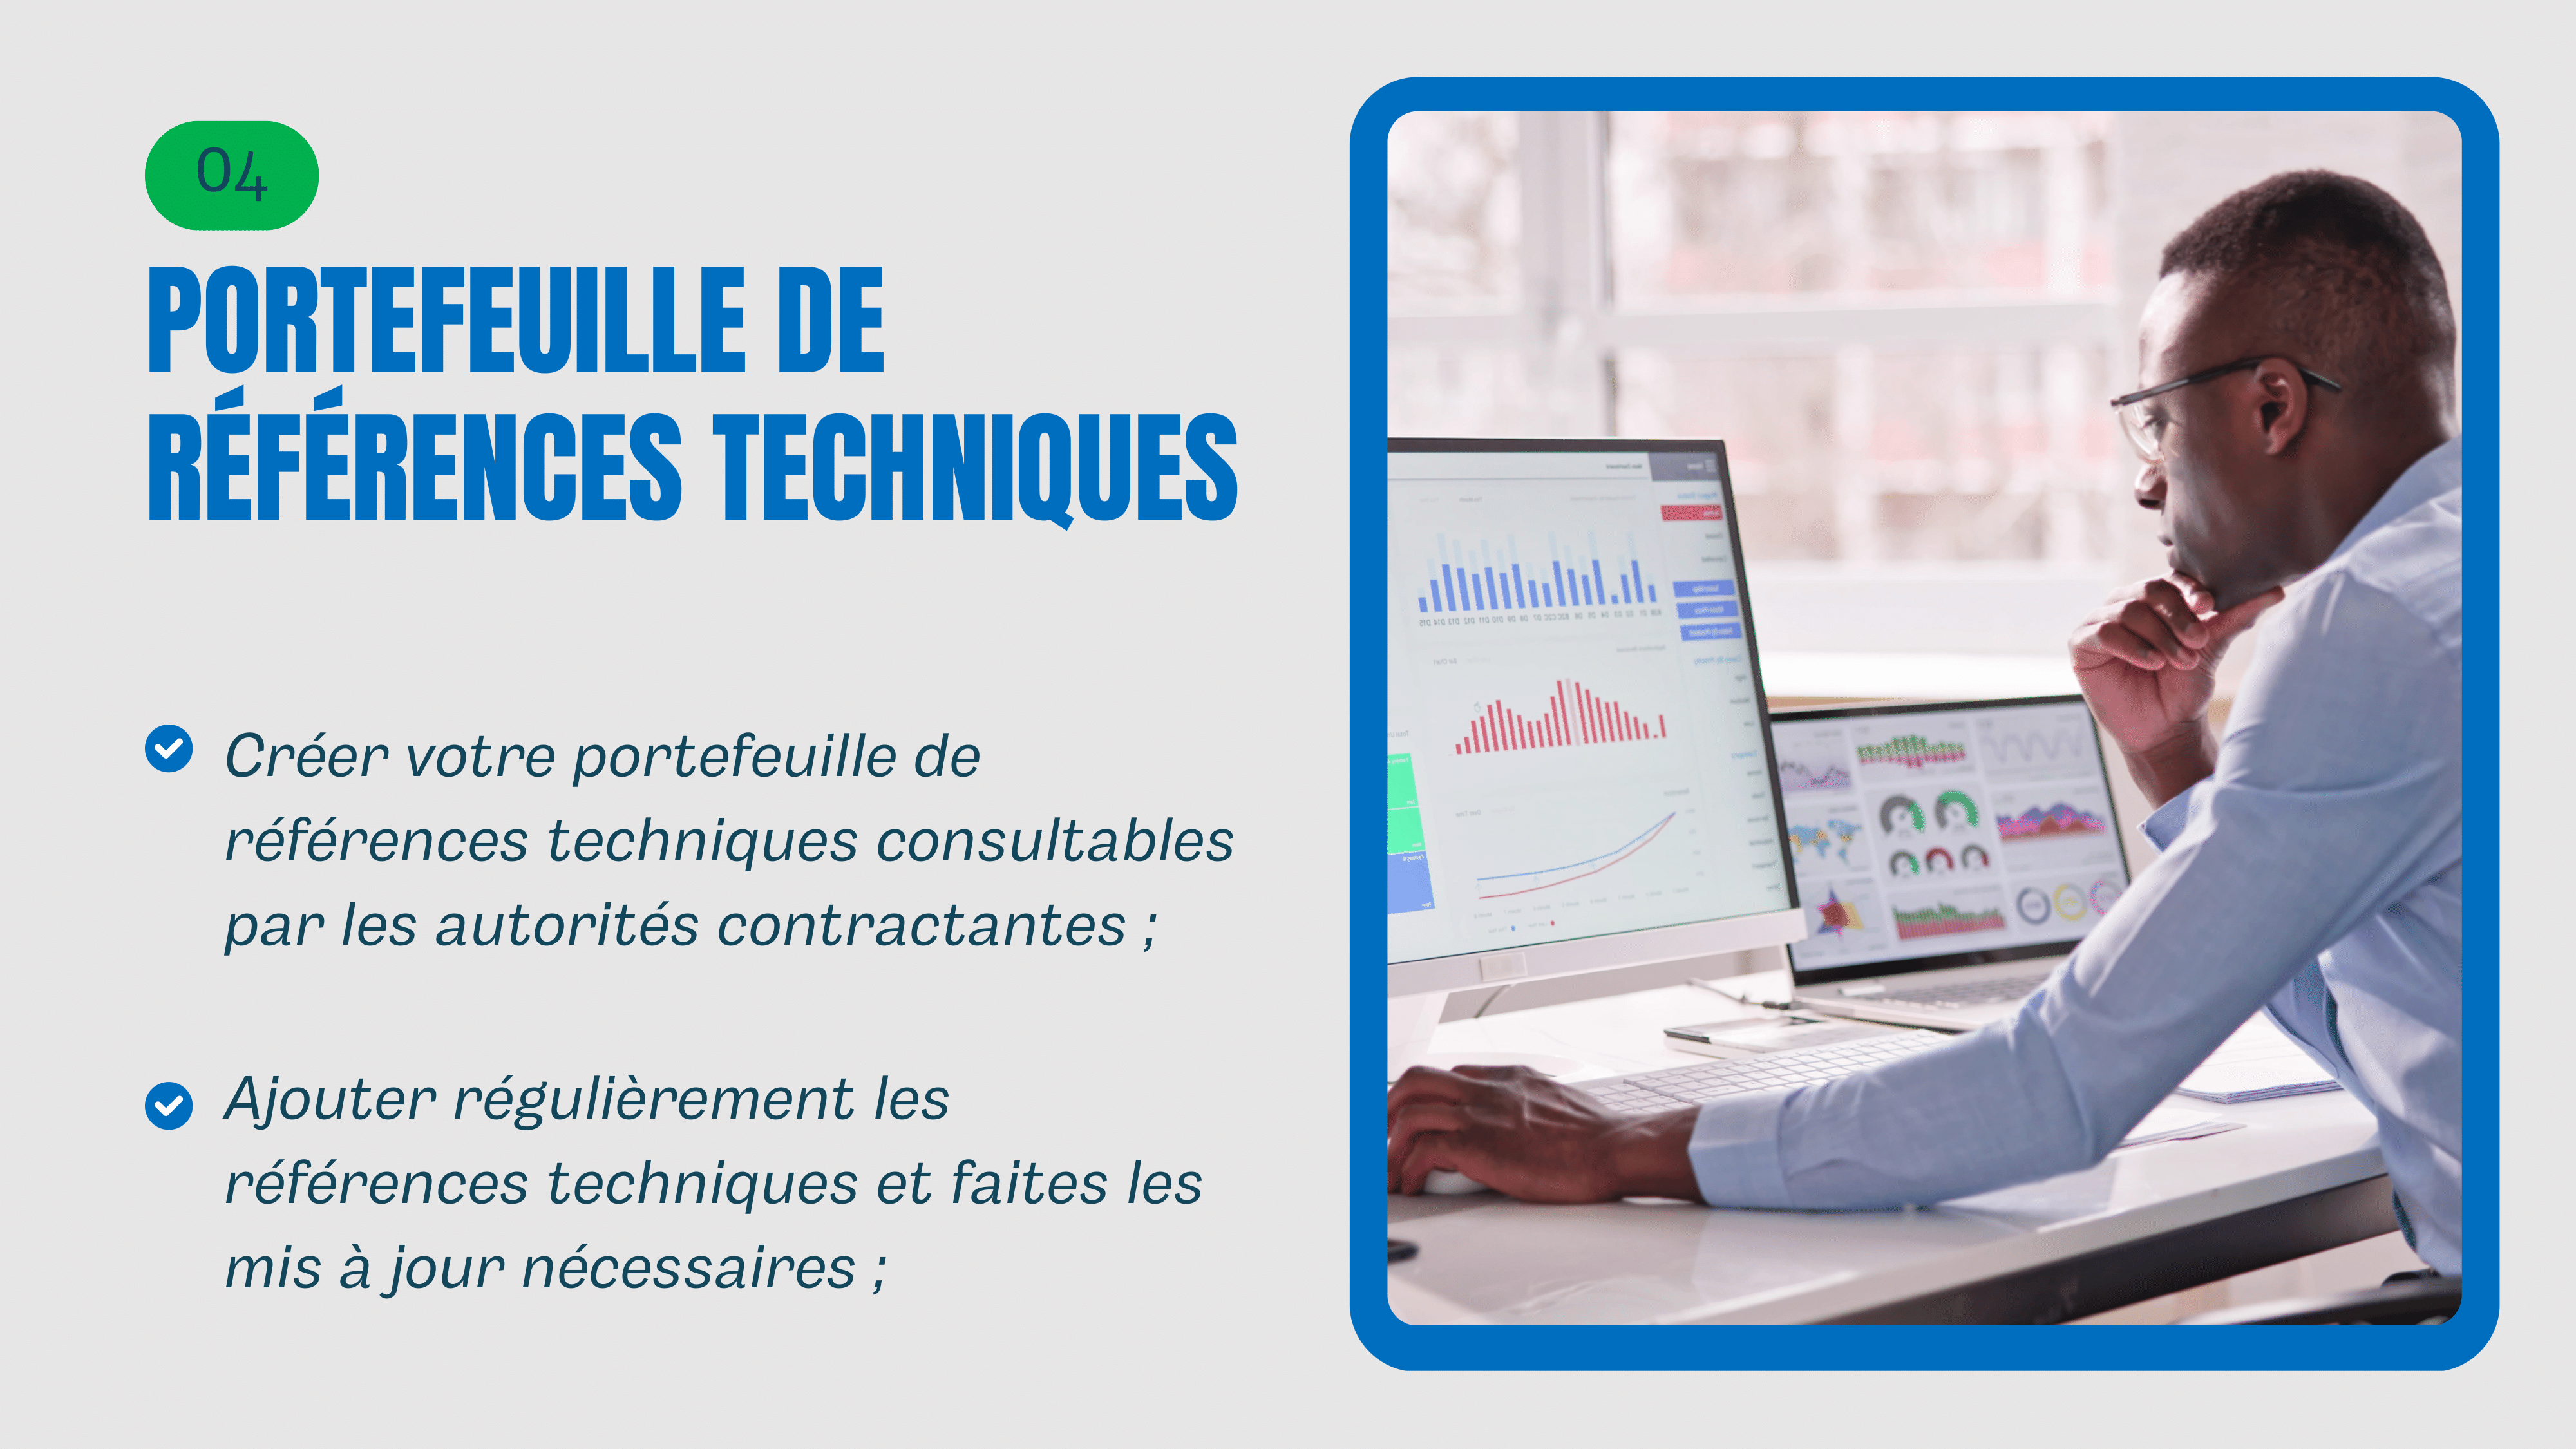 04
PORTEFEUILLE DE
RÉFÉRENCES TECHNIQUES
Créer votre portefeuille de
références techniques consultables
par les autorités contractantes ;
Ajouter régulièrement les
références techniques et faites les
mis à jour nécessaires ;